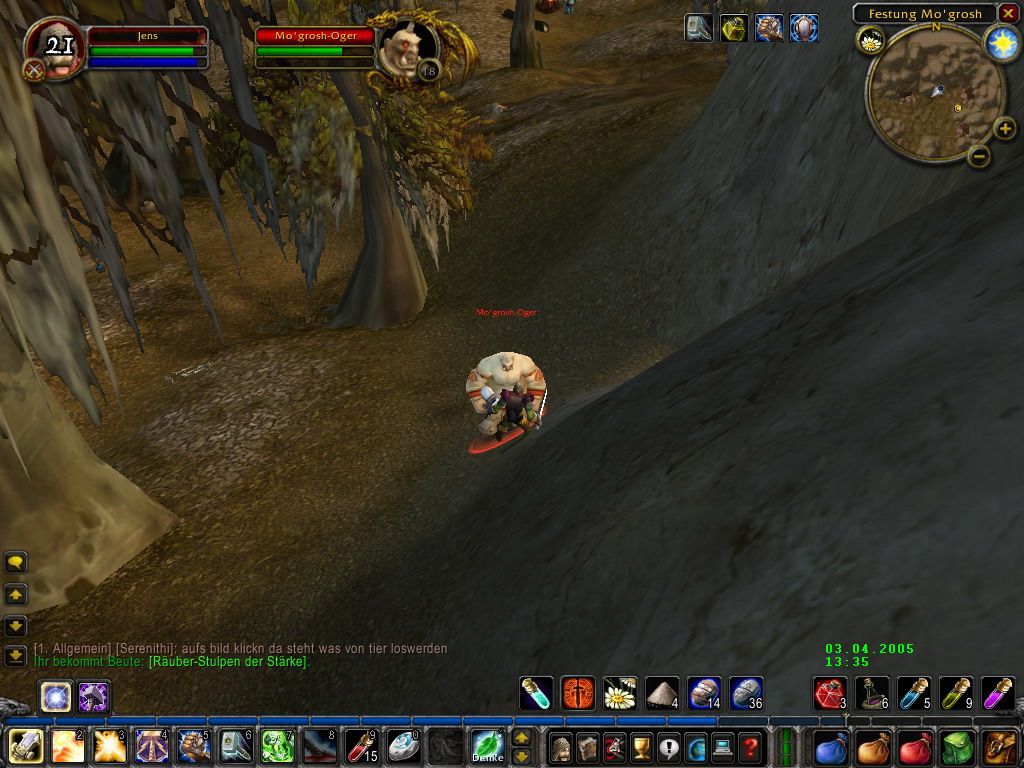 21
Jens
Mo'grosh-Oger
18
Festung Mo'grosh
N
Mo'grosh-Oger
[1. Allgemein] [Serenithi]: aufs bild klickn da steht was von tier loswerden
Ihr bekommt Beute: [Räuber-Stulpen der Stärke].
03.04.2005
13:35
4
14
36
3
6
5
9
2
3
4
5
6
7
8
9
15
0
Danke